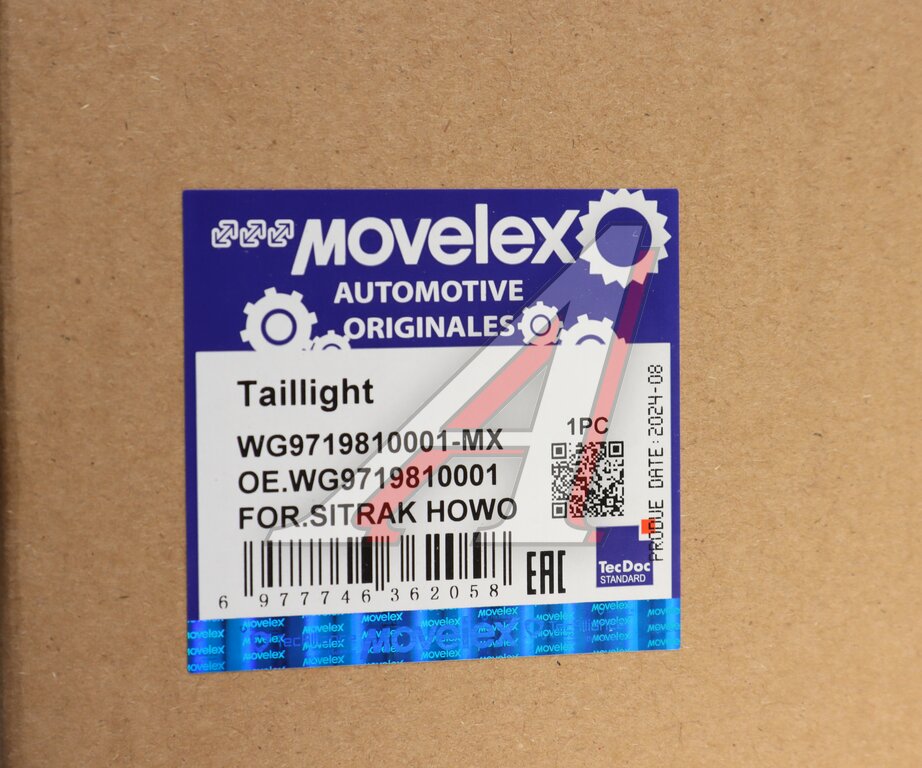 MOVELEX
AUTOMOTIVE
ORIGINALES
Taillight
WG9719810001-MX
OE.WG9719810001
FOR.SITRAK HOWO
1PC
PRODUE DATE:2024-08
6 977746 362058
EAC
TecDoc
STANDARD
movelex